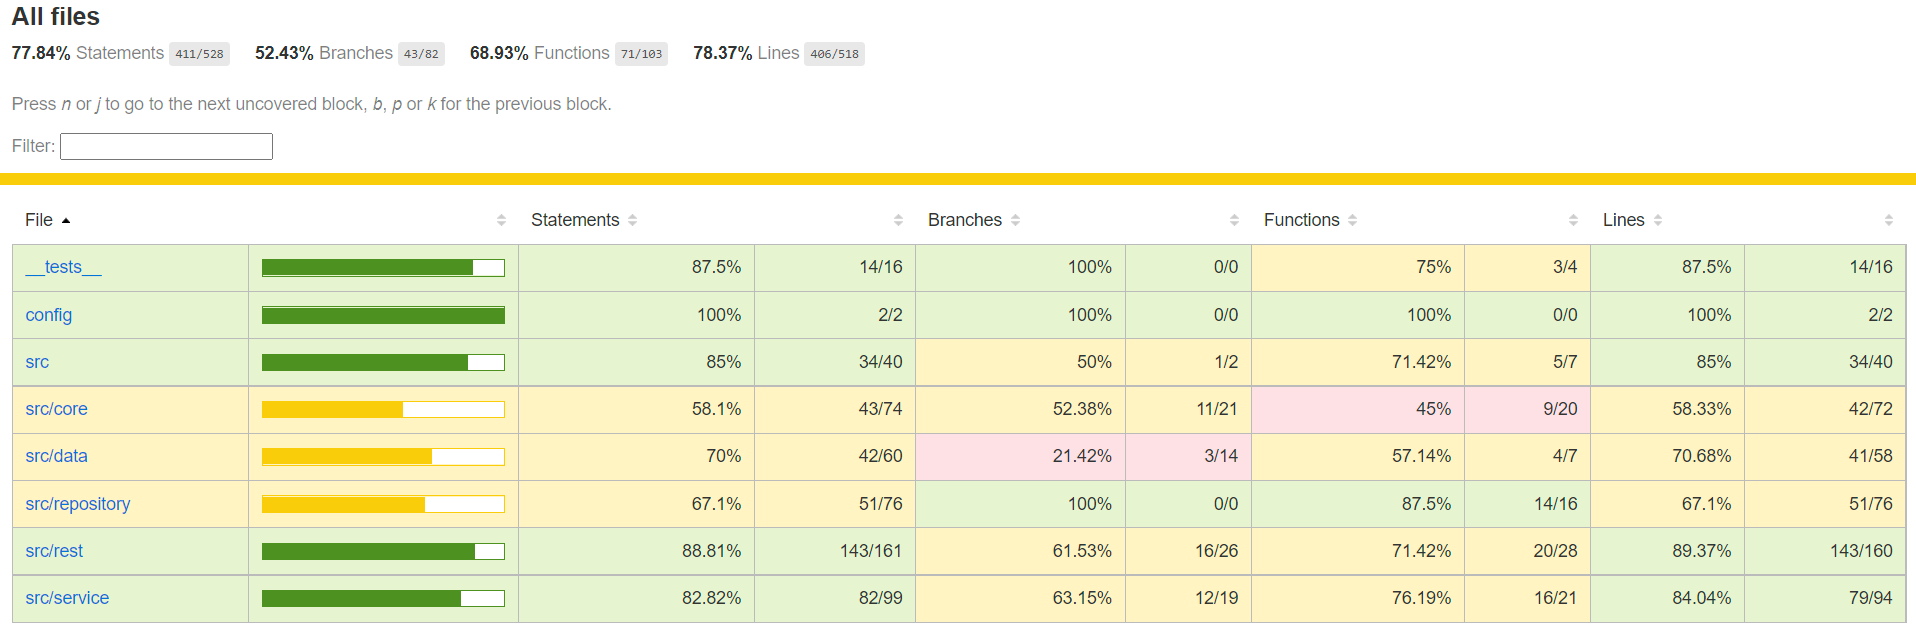 All files
77.84% Statements 411/528 52.43% Branches 43/82 68.93% Functions 71/103 78.37% Lines 406/518
Press n or j to go to the next uncovered block, b, p or k for the previous block.
Filter:
File Statements Branches Functions Lines
__tests__ 87.5% 14/16 100% 0/0 75% 3/4 87.5% 14/16
config 100% 2/2 100% 0/0 100% 0/0 100% 2/2
src 85% 34/40 50% 1/2 71.42% 5/7 85% 34/40
src/core 58.1% 43/74 52.38% 11/21 45% 9/20 58.33% 42/72
src/data 70% 42/60 21.42% 3/14 57.14% 4/7 70.68% 41/58
src/repository 67.1% 51/76 100% 0/0 87.5% 14/16 67.1% 51/76
src/rest 88.81% 143/161 61.53% 16/26 71.42% 20/28 89.37% 143/160
src/service 82.82% 82/99 63.15% 12/19 76.19% 16/21 84.04% 79/94